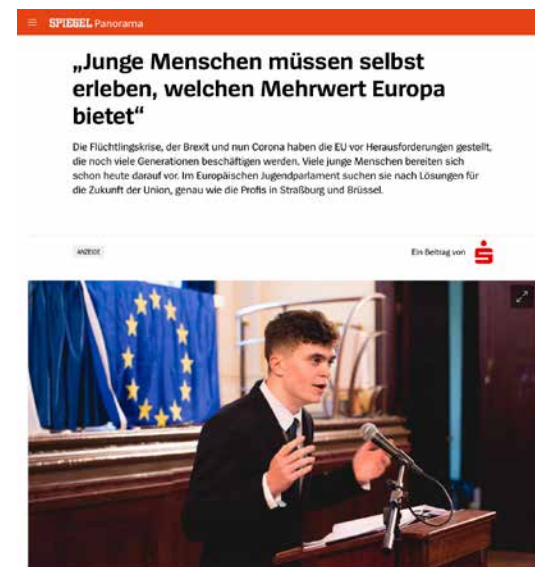 SPIEGEL Panorama
„Junge Menschen müssen selbst
erleben, welchen Mehrwert Europa
bietet“
Die Flüchtlingskrise, der Brexit und nun Corona haben die EU vor Herausforderungen gestellt,
die noch viele Generationen beschäftigen werden. Viele junge Menschen bereiten sich
schon heute darauf vor. Im Europäischen Jugendparlament suchen sie nach Lösungen für
die Zukunft der Union, genau wie die Profis in Straßburg und Brüssel.
ANZEIGE
Ein Beitrag von